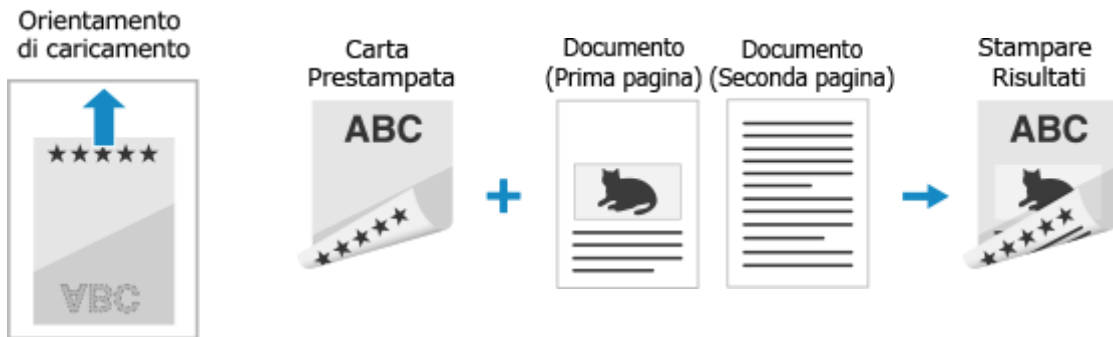 Orientamento
di caricamento
★★★★★
ABC
Carta
Prestampata
ABC
★★★★★
Documento
(Prima pagina)
Documento
(Seconda pagina)
Stampare
Risultati
ABC
★★★★★